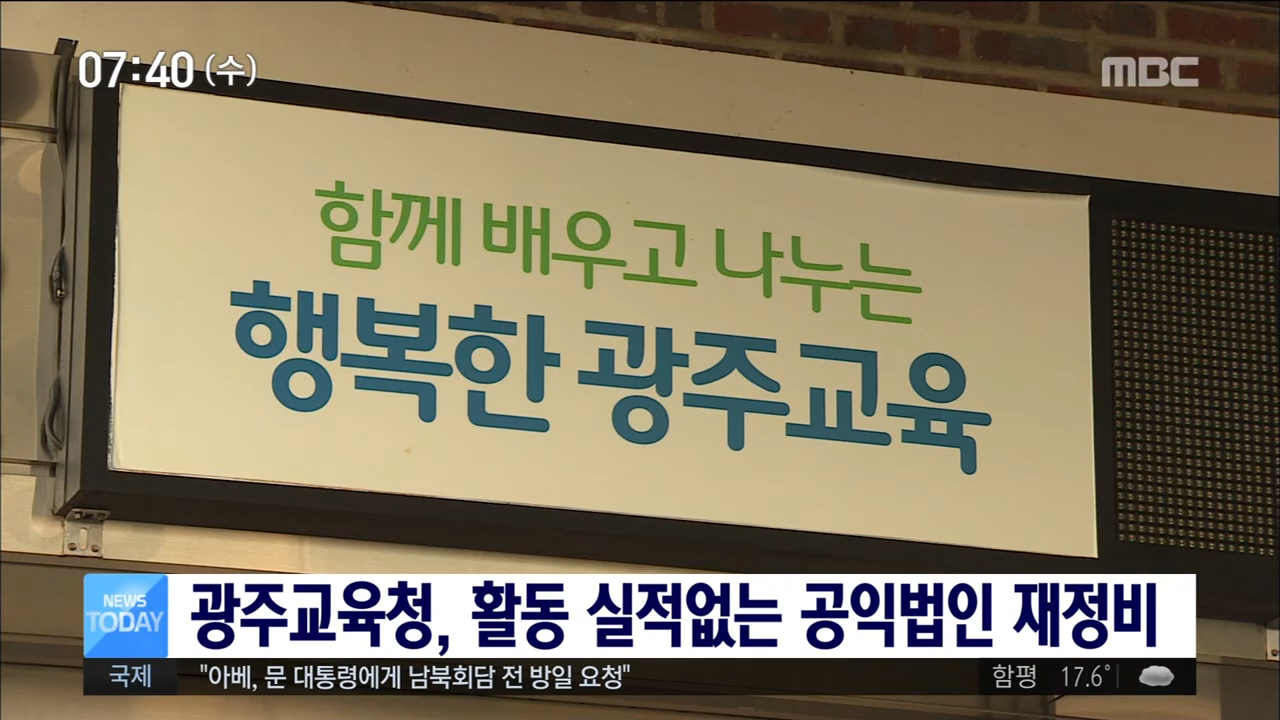 07:40 (수)
MBC
함께 배우고 나누는
행복한 광주교육
NEWS
TODAY
광주교육청, 활동 실적없는 공익법인 재정비
국제 "아베, 문 대통령에게 남북회담 전 방일 요청" 함평 17.6°